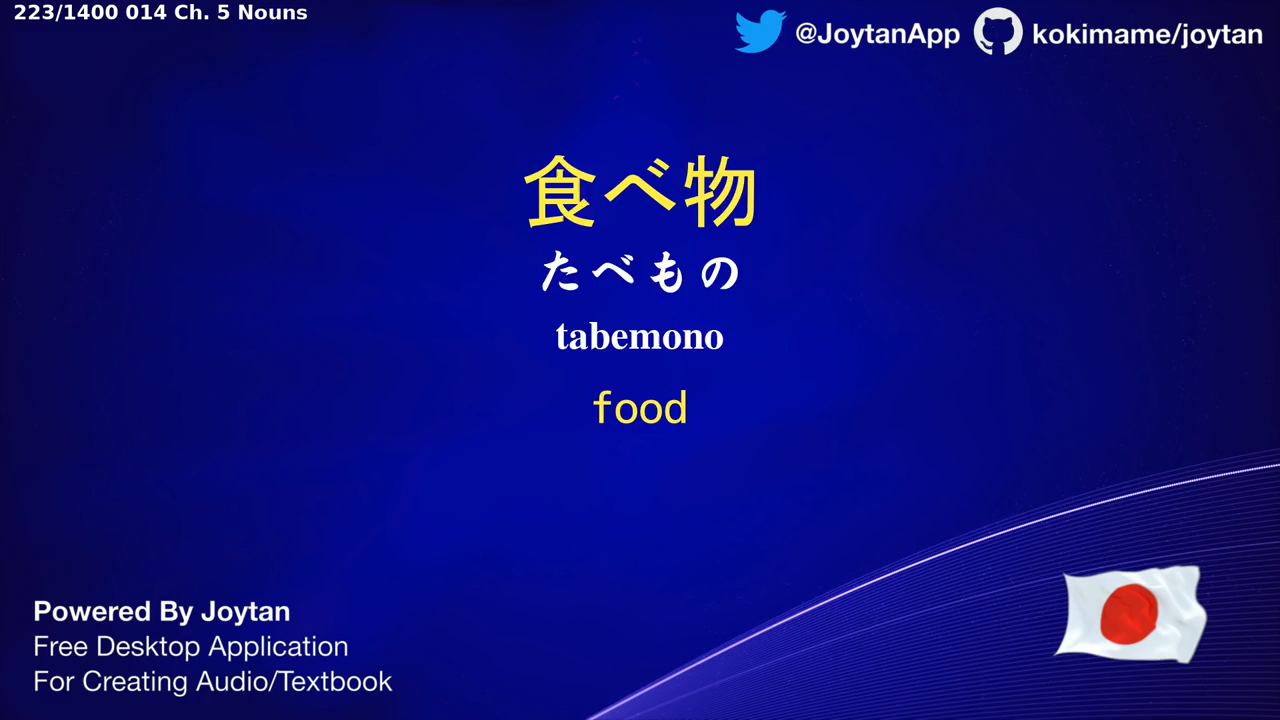 223/1400 014 Ch. 5 Nouns
@JoytanApp kokimame/joytan
食べ物
たべもの
tabemono
food
Powered By Joytan
Free Desktop Application
For Creating Audio/Textbook